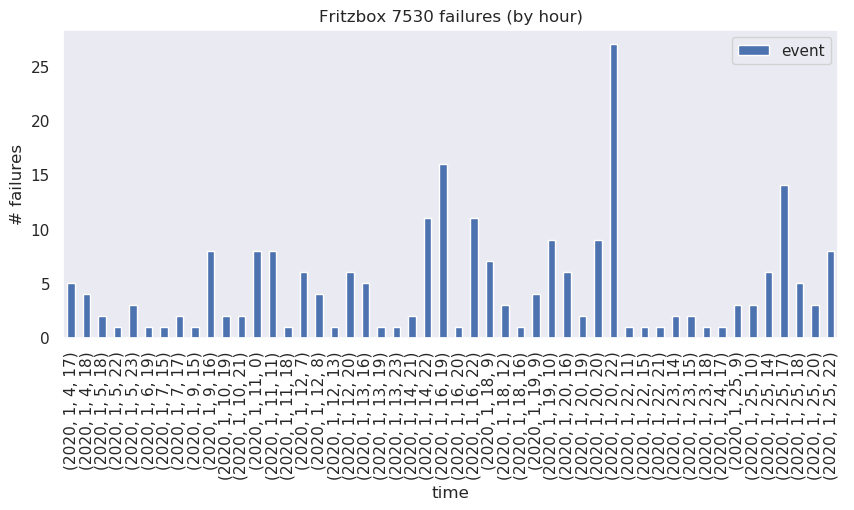 Fritzbox 7530 failures (by hour)
event
# failures
25
20
15
10
5
0
(2020, 1, 4, 17)
(2020, 1, 4, 18)
(2020, 1, 5, 18)
(2020, 1, 5, 22)
(2020, 1, 5, 23)
(2020, 1, 6, 19)
(2020, 1, 7, 15)
(2020, 1, 7, 17)
(2020, 1, 9, 15)
(2020, 1, 9, 16)
(2020, 1, 10, 19)
(2020, 1, 10, 21)
(2020, 1, 11, 0)
(2020, 1, 11, 11)
(2020, 1, 11, 18)
(2020, 1, 12, 7)
(2020, 1, 12, 8)
(2020, 1, 12, 13)
(2020, 1, 12, 20)
(2020, 1, 13, 16)
(2020, 1, 13, 19)
(2020, 1, 13, 23)
(2020, 1, 14, 21)
(2020, 1, 14, 22)
(2020, 1, 16, 19)
(2020, 1, 16, 20)
(2020, 1, 16, 22)
(2020, 1, 18, 9)
(2020, 1, 18, 12)
(2020, 1, 18, 16)
(2020, 1, 19, 9)
(2020, 1, 19, 10)
(2020, 1, 20, 16)
(2020, 1, 20, 19)
(2020, 1, 20, 20)
(2020, 1, 20, 22)
(2020, 1, 22, 11)
(2020, 1, 22, 15)
(2020, 1, 22, 21)
(2020, 1, 23, 14)
(2020, 1, 23, 15)
(2020, 1, 23, 18)
(2020, 1, 24, 17)
(2020, 1, 25, 9)
(2020, 1, 25, 10)
(2020, 1, 25, 14)
(2020, 1, 25, 17)
(2020, 1, 25, 18)
(2020, 1, 25, 20)
(2020, 1, 25, 22)
time